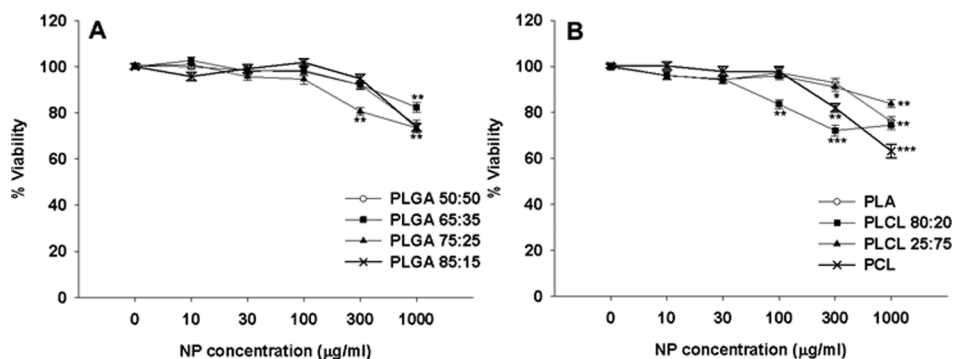 A
% Viability
120
100
80
60
40
20
0
**
**
**
PLGA 50:50
PLGA 65:35
PLGA 75:25
PLGA 85:15
0 10 30 100 300 1000
NP concentration (µg/ml)
B
% Viability
120
100
80
60
40
20
0
*
**
**
**
**
***
***
PLA
PLCL 80:20
PLCL 25:75
PCL
0 10 30 100 300 1000
NP concentration (µg/ml)